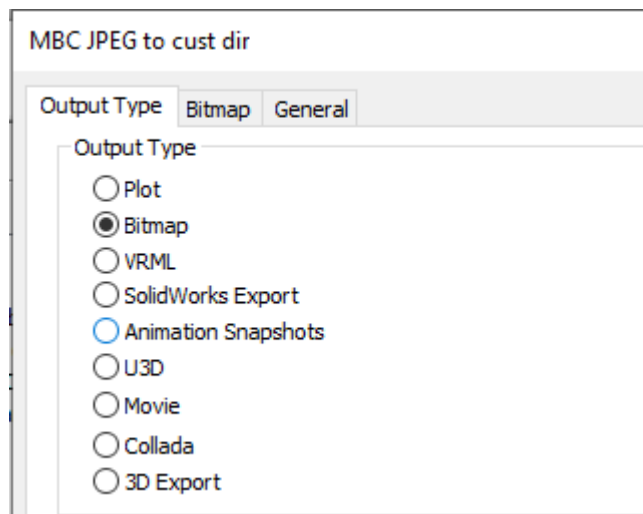 MBC JPEG to cust dir
Output Type Bitmap General
Output Type
Plot
Bitmap
VRML
SolidWorks Export
Animation Snapshots
U3D
Movie
Collada
3D Export